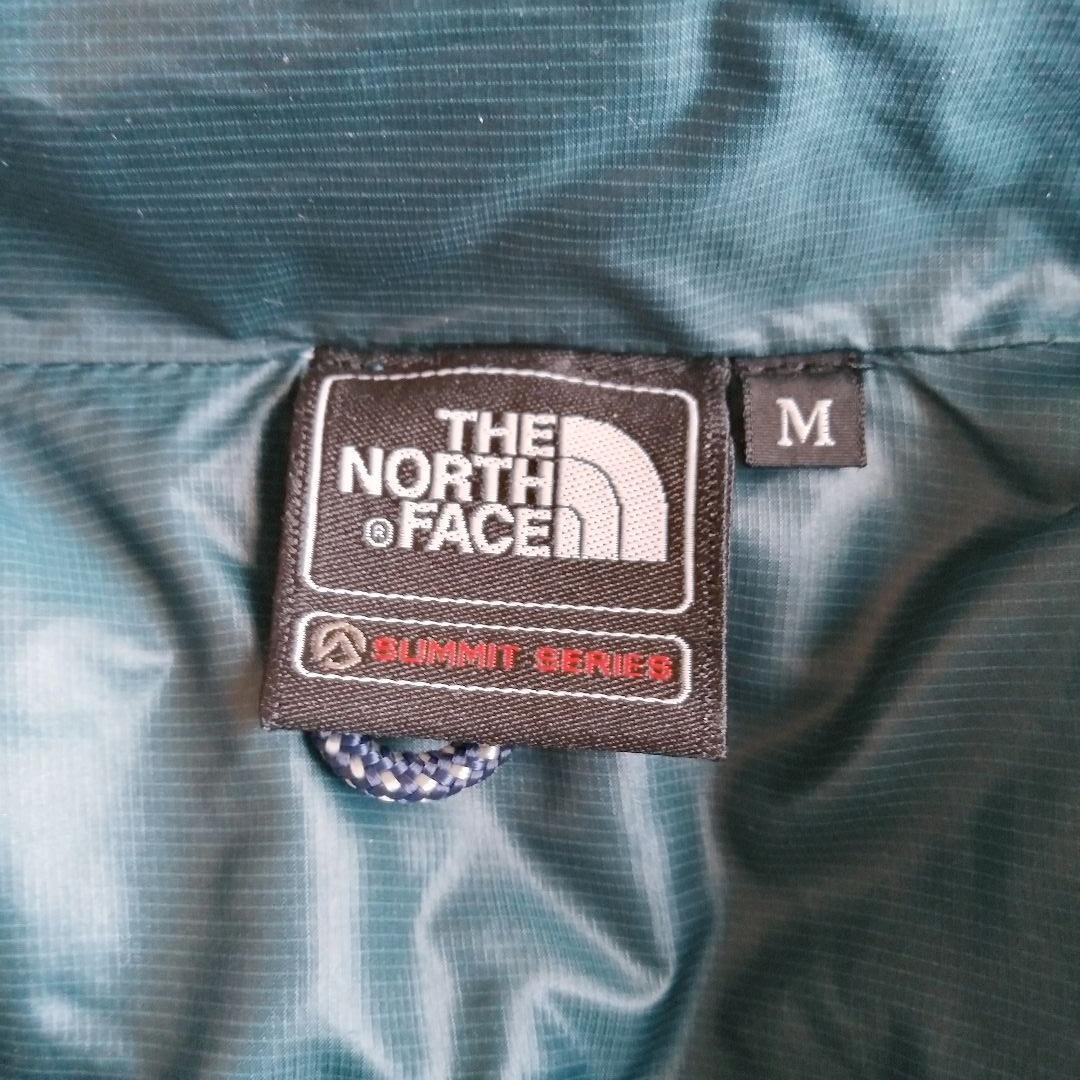 THE
NORTH
® FACE
M
SUMMIT SERIES